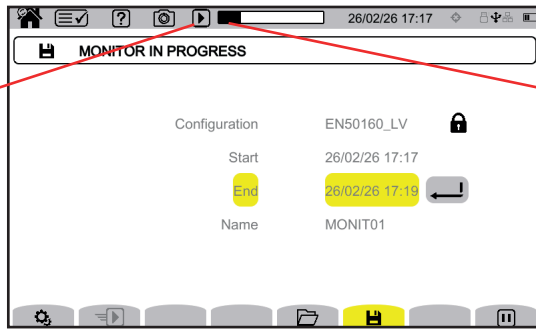 26/02/26 17:17
MONITOR IN PROGRESS
Configuration EN50160_LV
Start 26/02/26 17:17
End 26/02/26 17:19
Name MONIT01